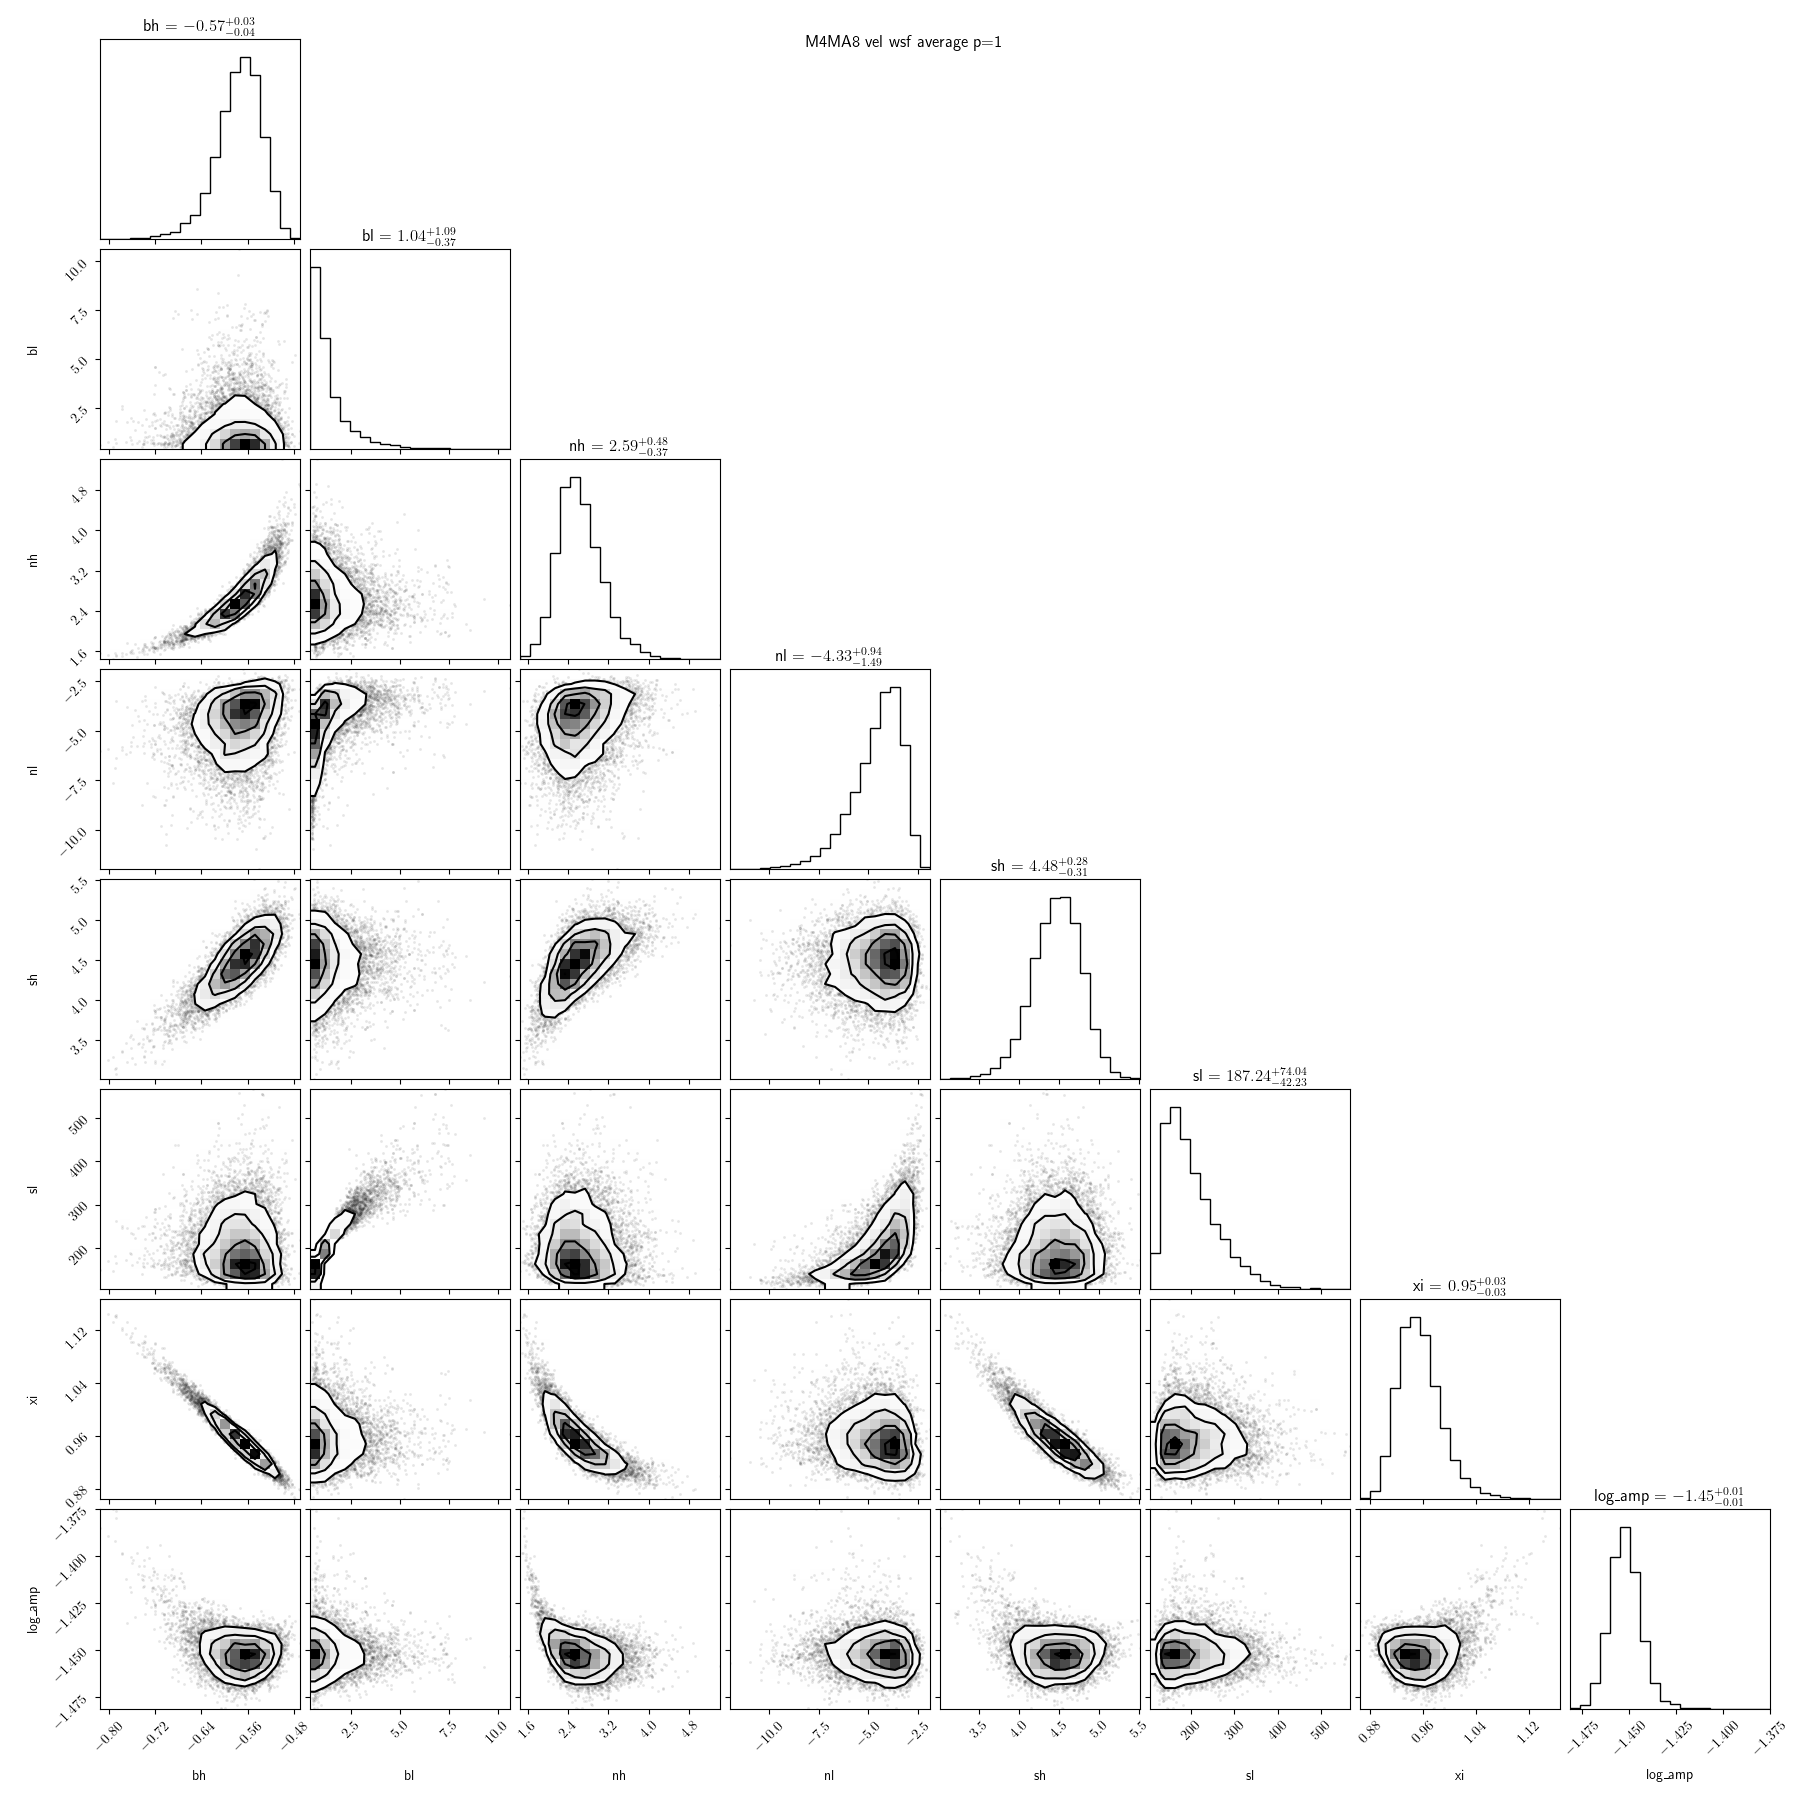 M4MA8 vel wsf average p=1
bh = −0.57+0.03−0.04
bl = 1.04+1.09−0.37
10.0
7.5
5.0
2.5
bl
nh = 2.59+0.48−0.37
4.8
4.0
3.2
2.4
1.6
nh
nl = −4.33+0.94−1.49
−2.5
−5.0
−7.5
−10.0
nl
sh = 4.48+0.28−0.31
5.5
5.0
4.5
4.0
3.5
sh
sl = 187.24+74.04−42.23
500
400
300
200
sl
xi = 0.95+0.03−0.03
1.12
1.04
0.96
0.88
xi
log_amp = −1.45+0.01−0.01
−1.375
−1.400
−1.425
−1.450
−1.475
log_amp
−0.80 −0.72 −0.64 −0.56 −0.48
2.5 5.0 7.5 10.0
1.6 2.4 3.2 4.0 4.8
−10.0 −7.5 −5.0 −2.5
3.5 4.0 4.5 5.0 5.5
200 300 400 500
0.88 0.96 1.04 1.12
−1.475 −1.450 −1.425 −1.400 −1.375
bh bl nh nl sh sl xi log_amp